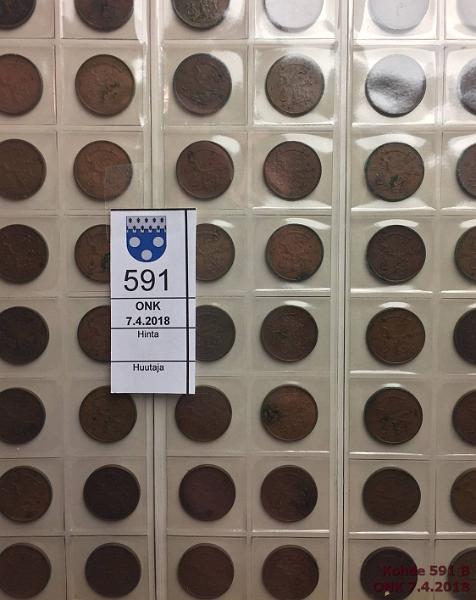 591
ONK
7.4.2018
Hinta
Huutaja
Kohde 591 B
ONK 7.4.2018